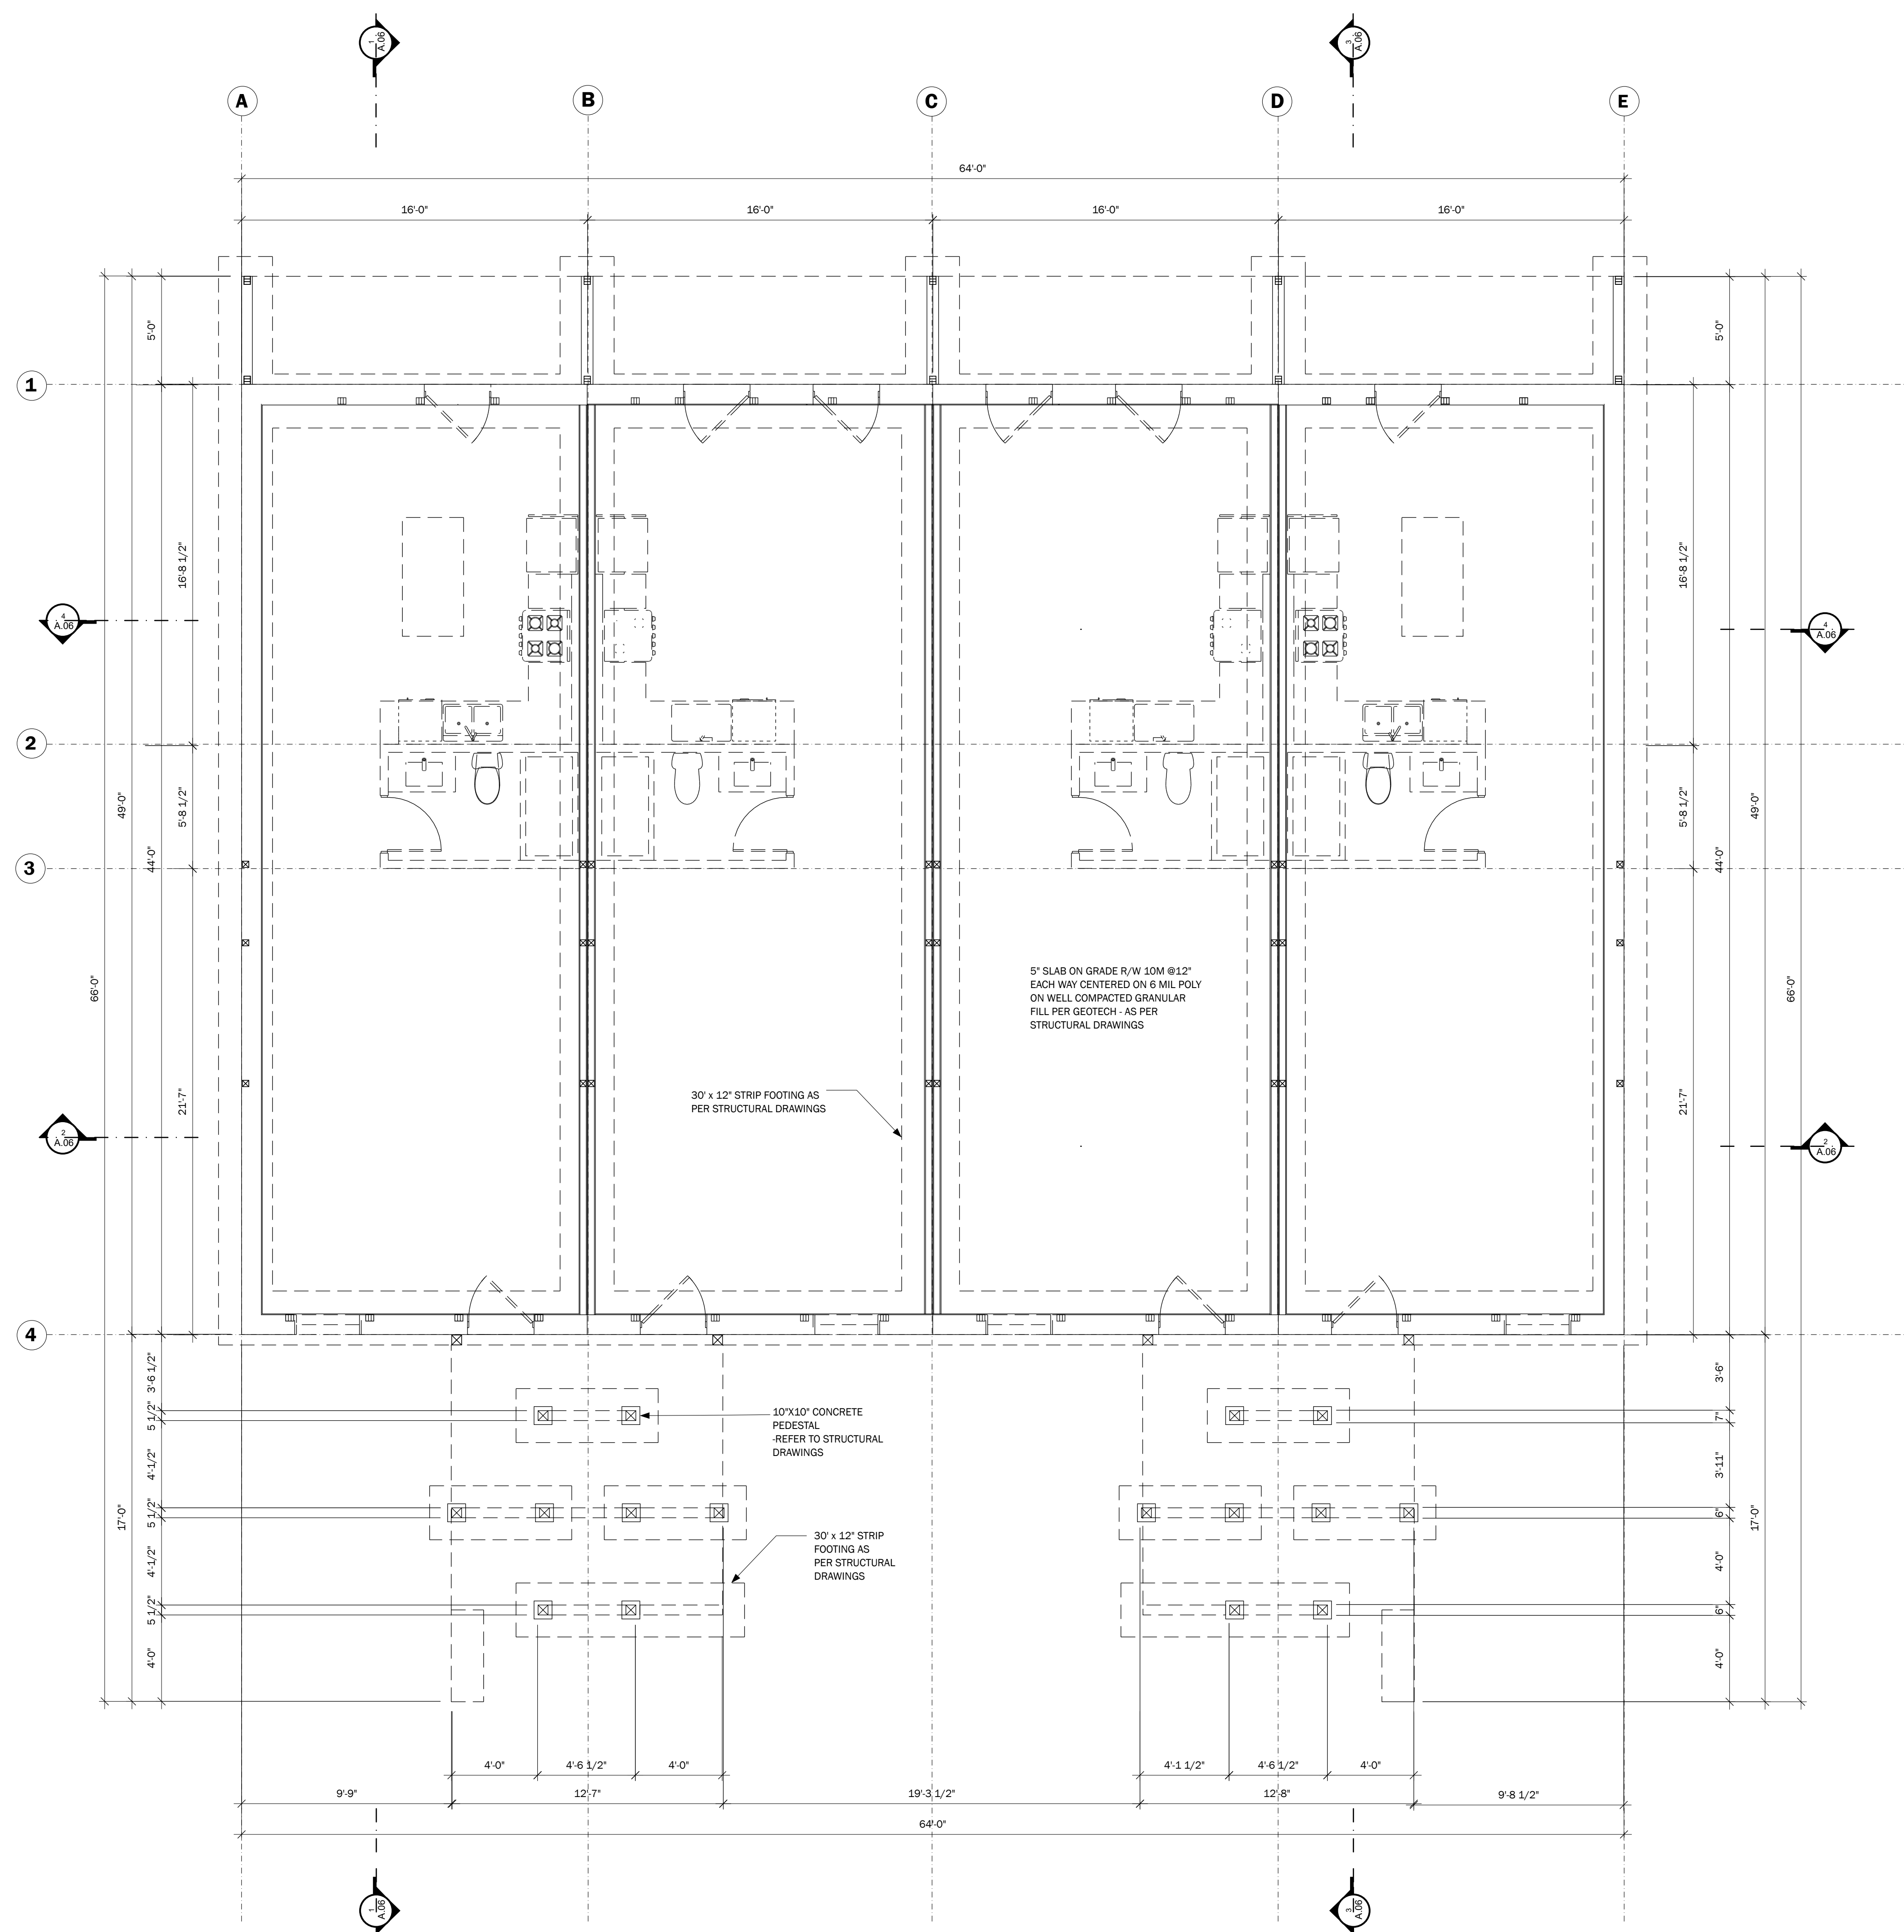 1
A.06
3
A.06
A
B
C
D
E
64'-0"
16'-0"
16'-0"
16'-0"
16'-0"
5'-0"
5'-0"
1
16'-8 1/2"
16'-8 1/2"
4
A.06
4
A.06
2
49'-0"
5'-8 1/2"
5'-8 1/2"
49'-0"
44'-0"
44'-0"
3
66'-0"
66'-0"
5" SLAB ON GRADE R/W 10M @12"
EACH WAY CENTERED ON 6 MIL POLY
ON WELL COMPACTED GRANULAR
FILL PER GEOTECH - AS PER
STRUCTURAL DRAWINGS
21'-7"
21'-7"
30' x 12" STRIP FOOTING AS
PER STRUCTURAL DRAWINGS
2
A.06
2
A.06
4
3'-6 1/2"
3'-6"
5 1/2"
7"
10"X10" CONCRETE
PEDESTAL
-REFER TO STRUCTURAL
DRAWINGS
4'-1/2"
3'-11"
17'-0"
5 1/2"
6"
17'-0"
30' x 12" STRIP
FOOTING AS
PER STRUCTURAL
DRAWINGS
4'-1/2"
4'-0"
5 1/2"
6"
4'-0"
4'-0"
4'-0"
4'-6 1/2"
4'-0"
4'-1 1/2"
4'-6 1/2"
4'-0"
9'-9"
12'-7"
19'-3 1/2"
12'-8"
9'-8 1/2"
64'-0"
1
A.06
3
A.06